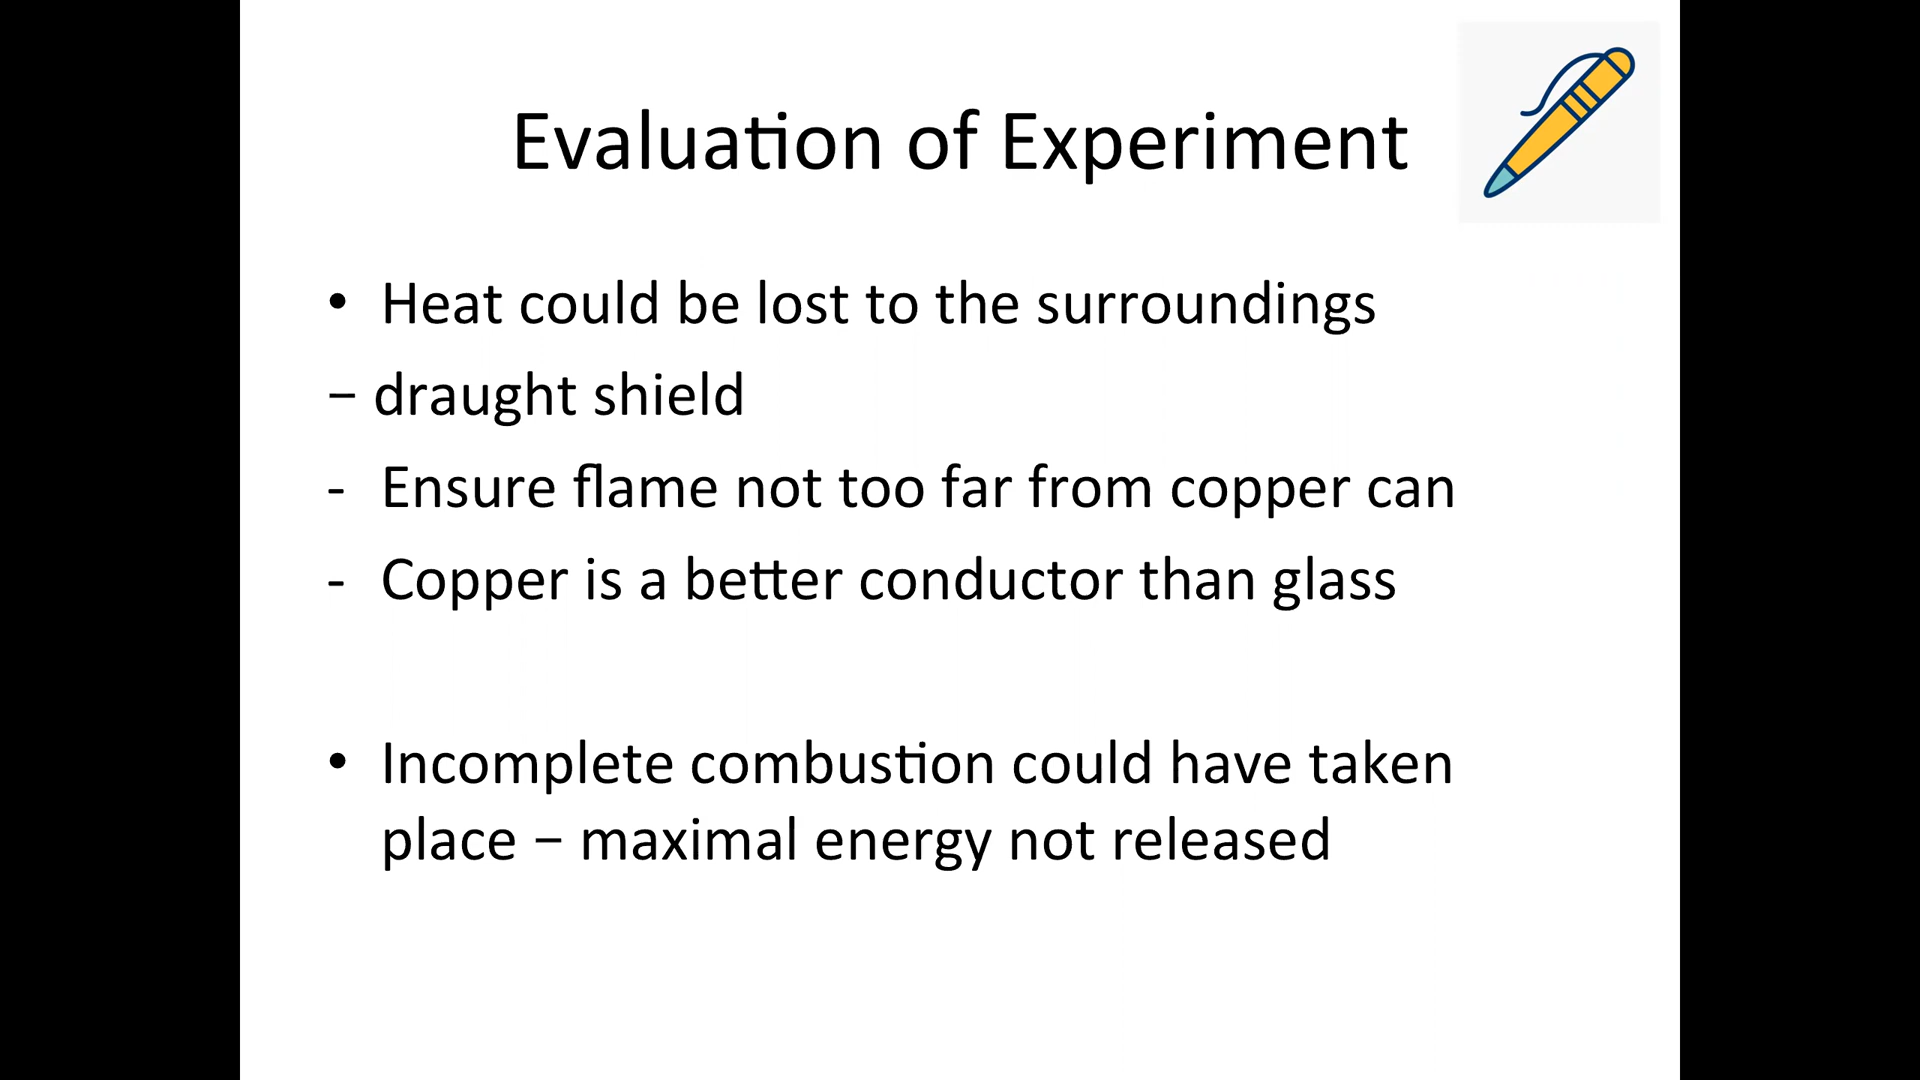 Evaluation of Experiment
• Heat could be lost to the surroundings
– draught shield
- Ensure flame not too far from copper can
- Copper is a better conductor than glass
• Incomplete combustion could have taken
place – maximal energy not released